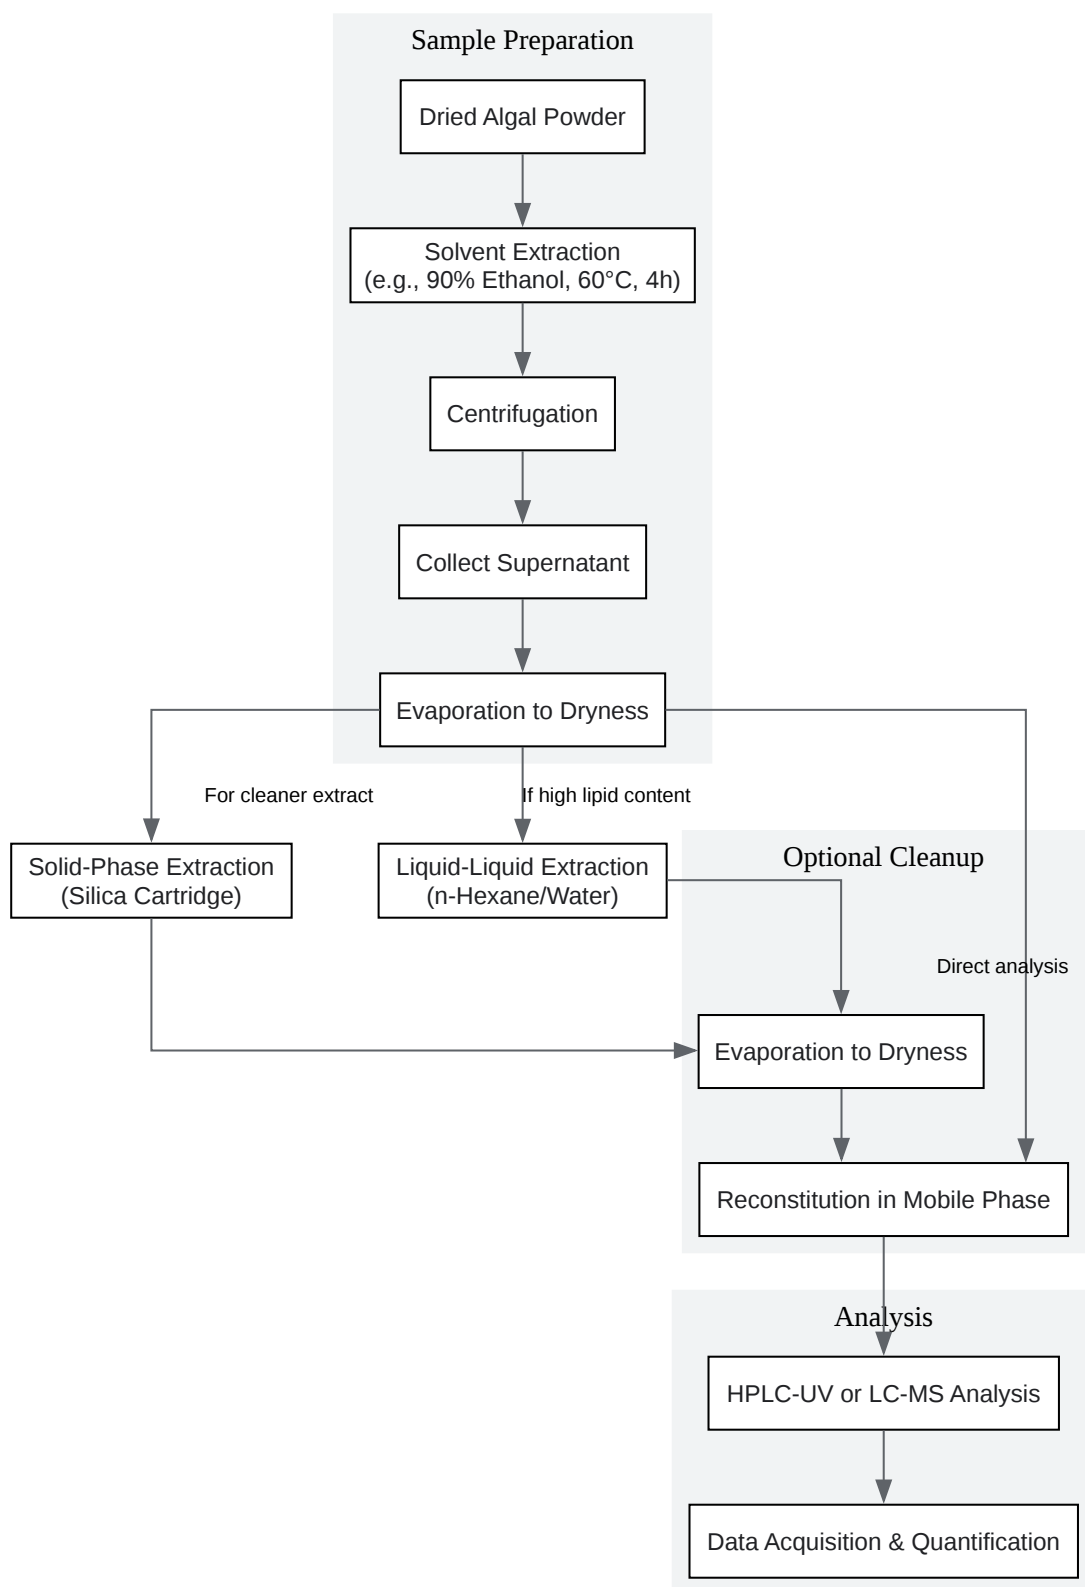 Sample Preparation
Dried Algal Powder
Solvent Extraction
(e.g., 90% Ethanol, 60°C, 4h)
Centrifugation
Collect Supernatant
Evaporation to Dryness
For cleaner extract
If high lipid content
Solid-Phase Extraction
(Silica Cartridge)
Liquid-Liquid Extraction
(n-Hexane/Water)
Optional Cleanup
Direct analysis
Evaporation to Dryness
Reconstitution in Mobile Phase
Analysis
HPLC-UV or LC-MS Analysis
Data Acquisition & Quantification